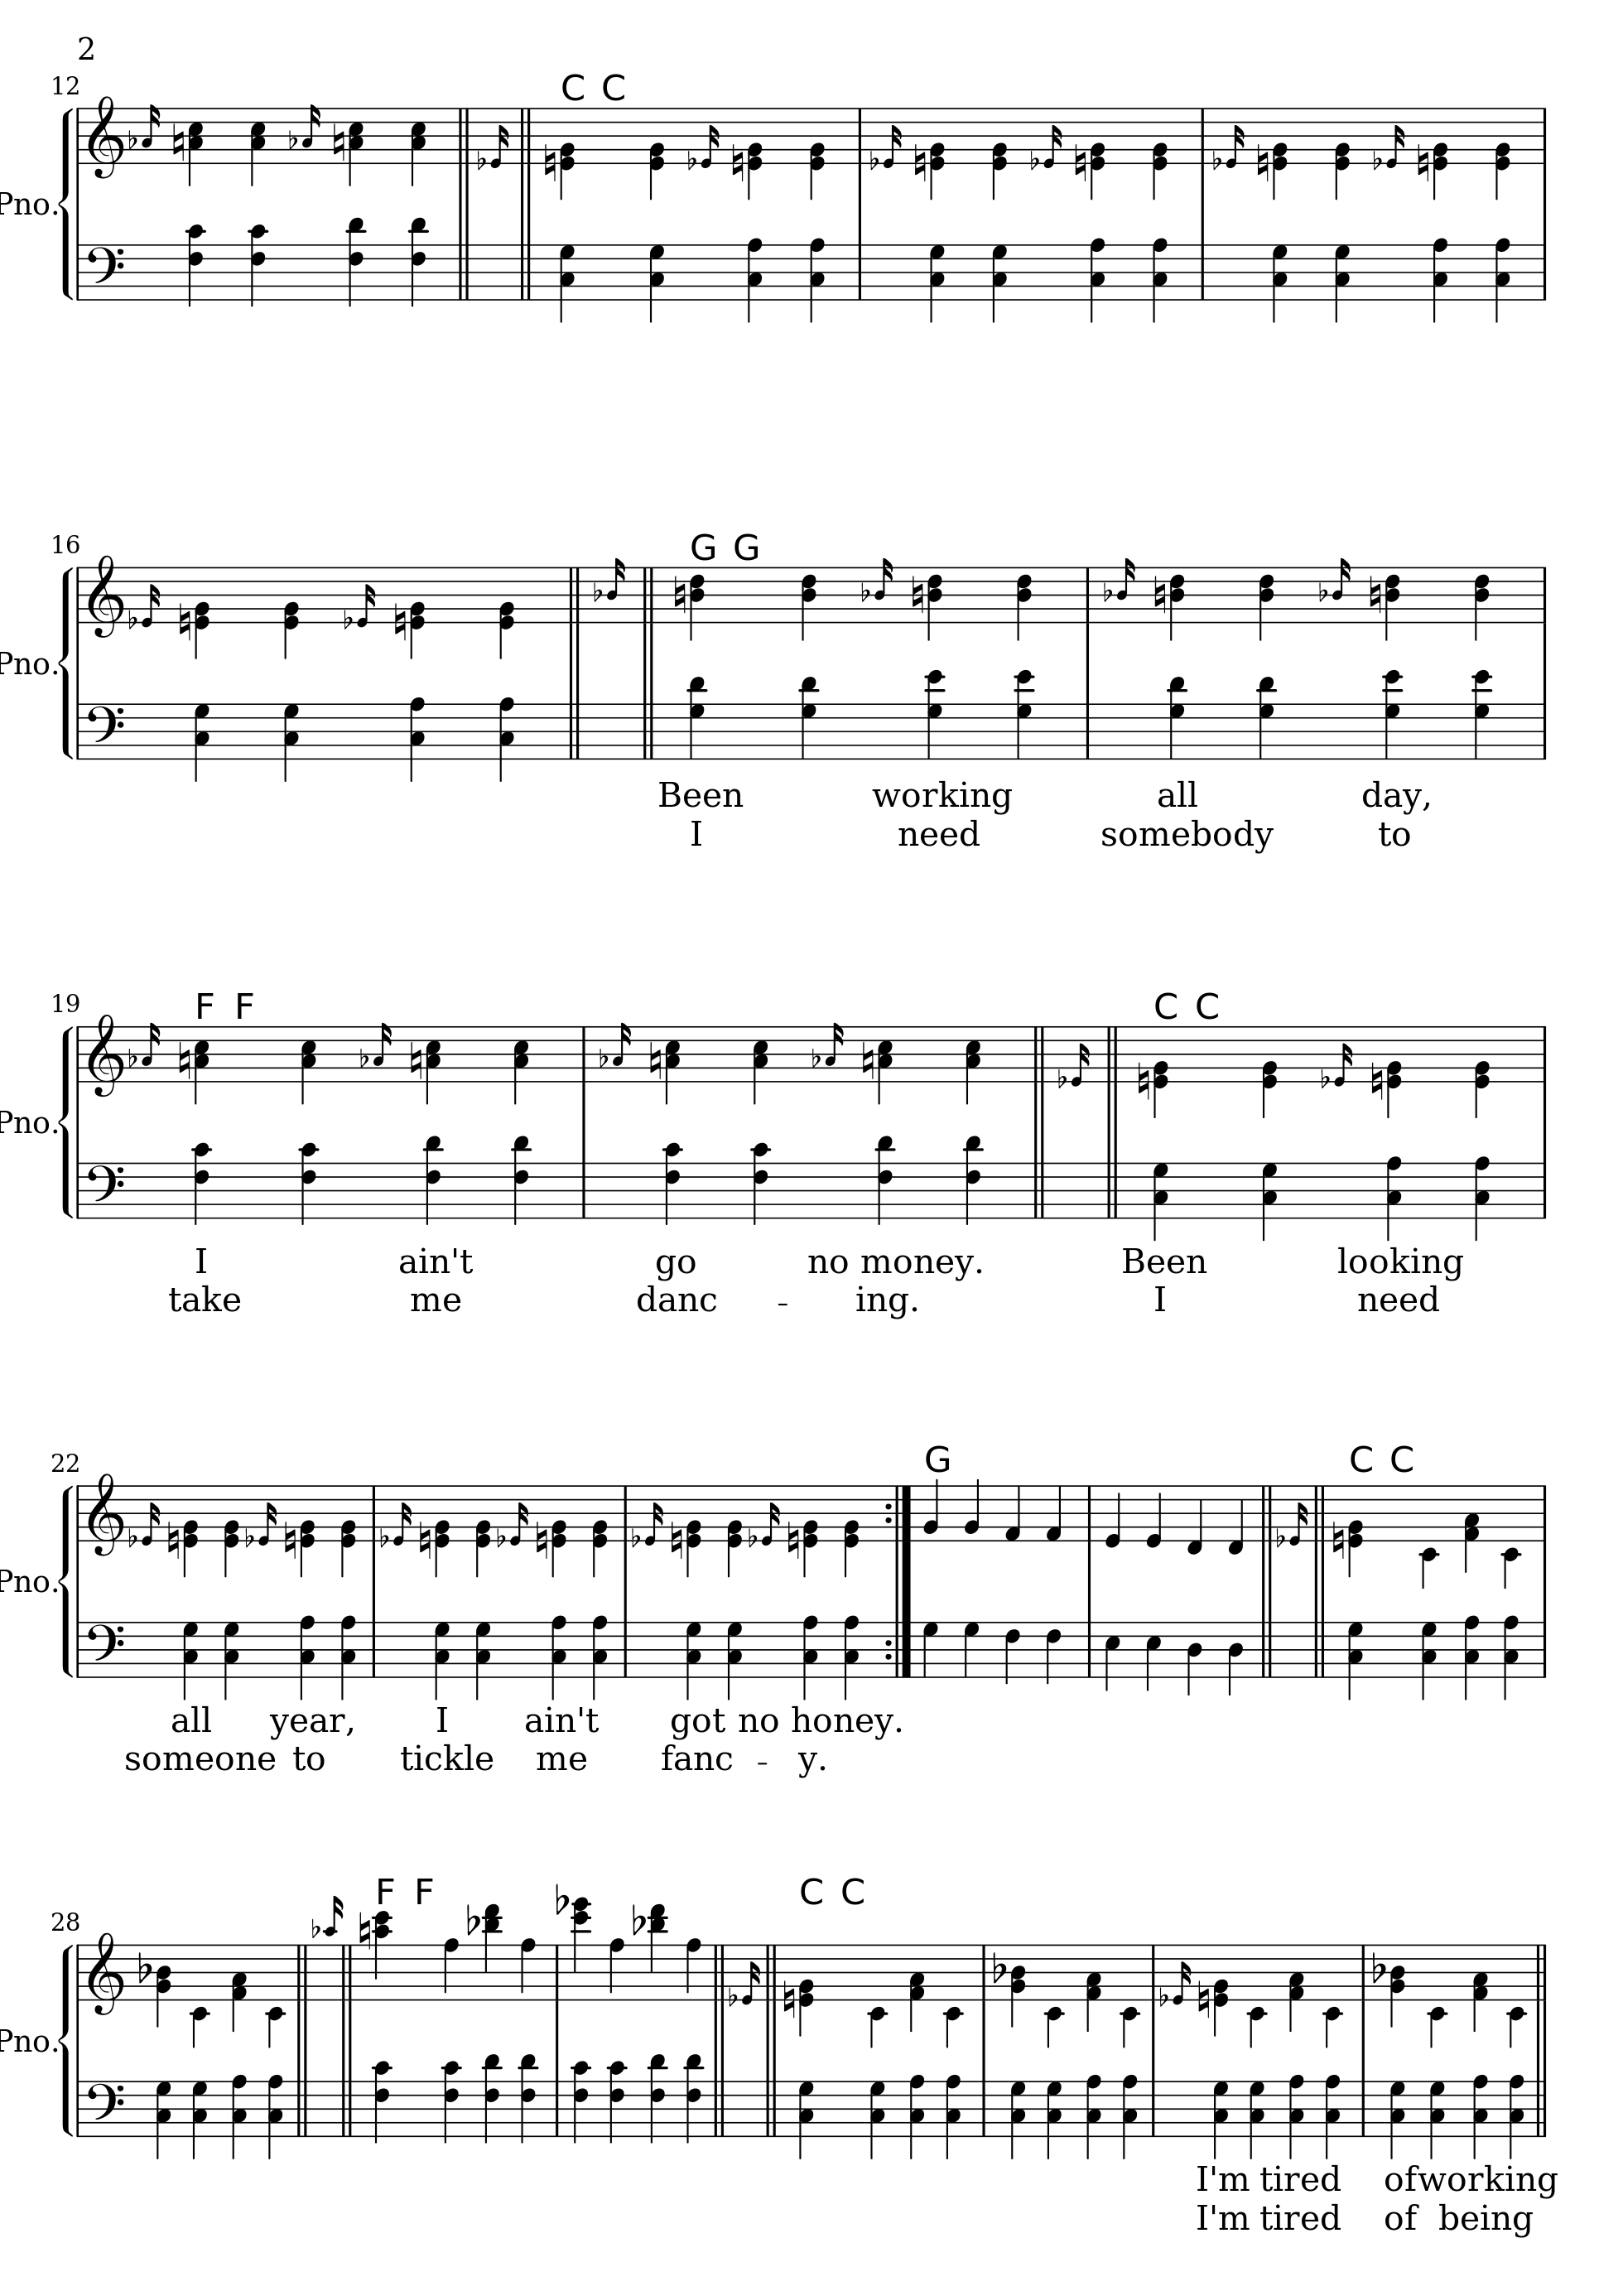 2
12
C C
Pno.
16
G G
Pno.
Been working all day,
I need somebody to
19
F F
C C
Pno.
I ain't go no money. Been looking
take me danc - ing. I need
22
G
C C
Pno.
all year, I ain't got no honey.
someone to tickle me fanc - y.
28
F F
C C
Pno.
I'm tired ofworking
I'm tired of being